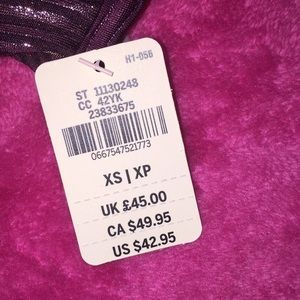 H1-056
ST 11130248
CC 42YK
23833675
0667547521773
XS | XP
UK £45.00
CA $49.95
US $42.95